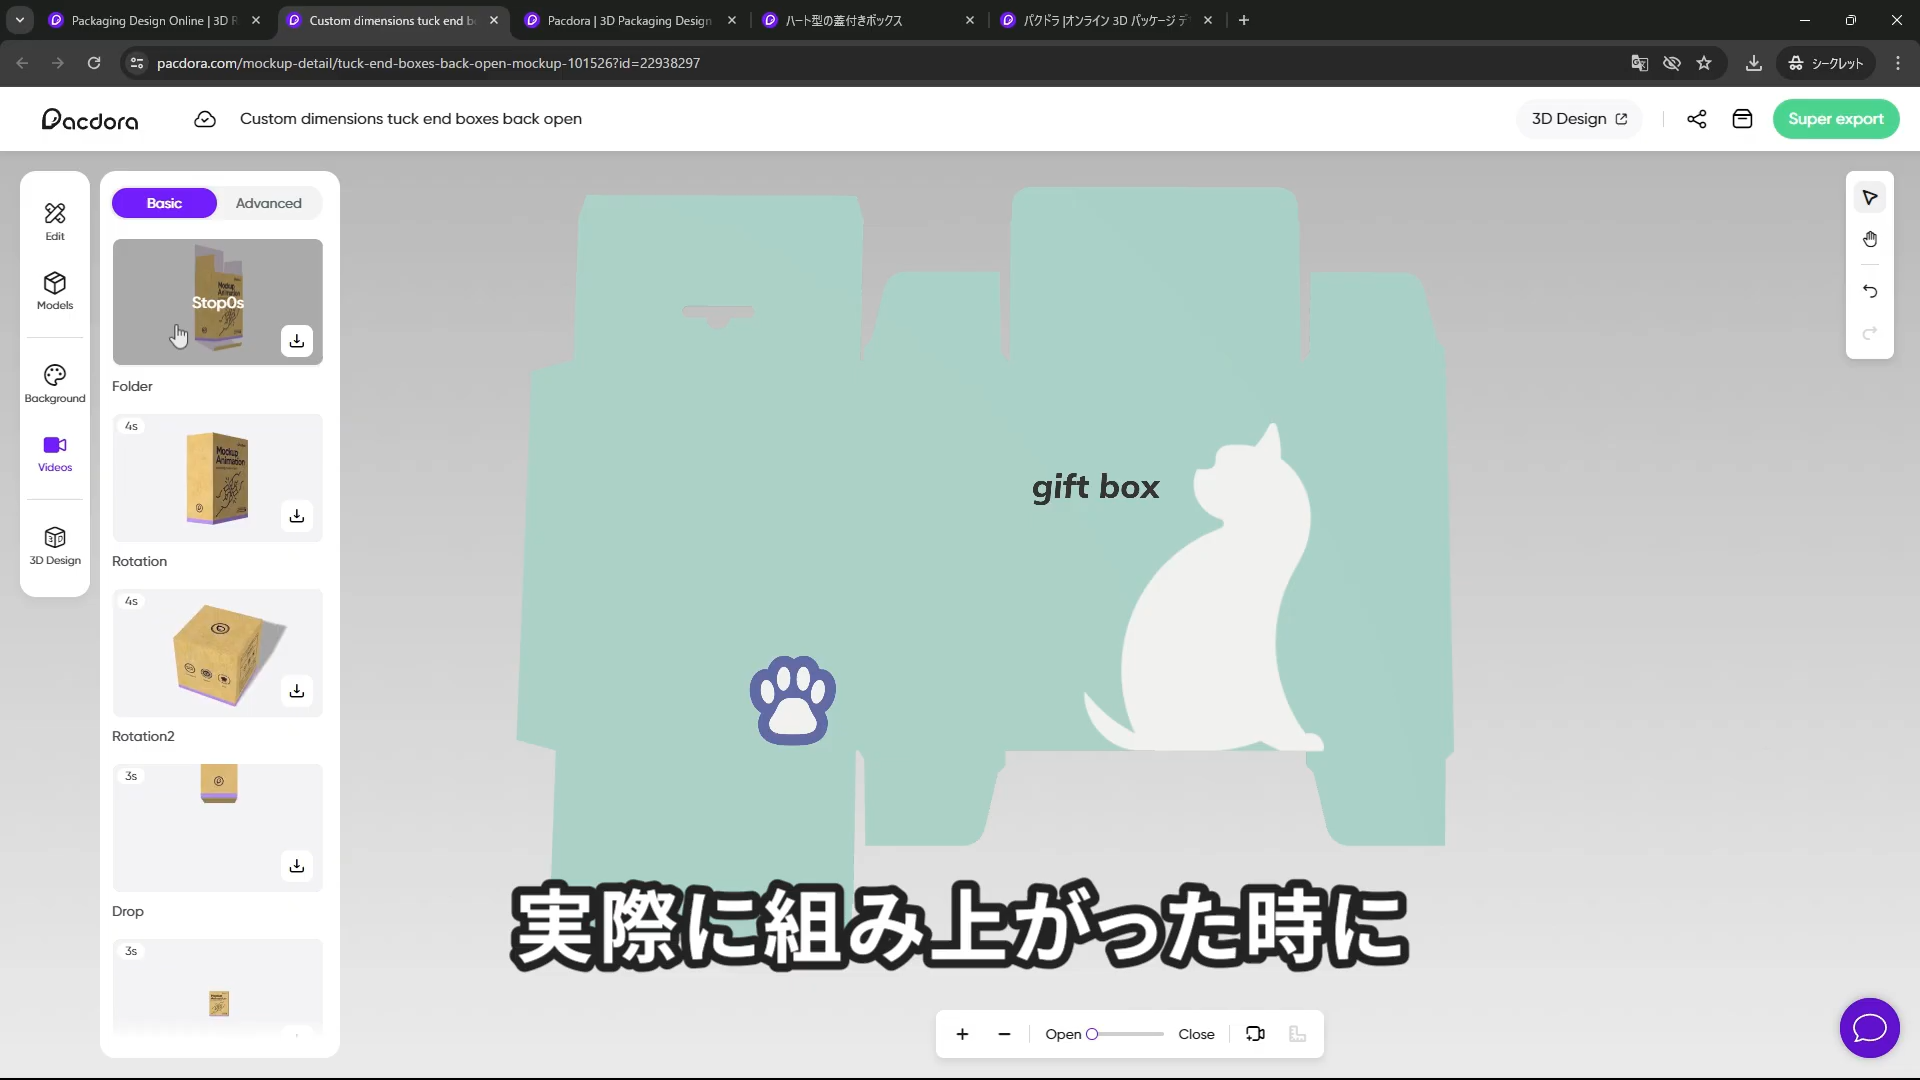 Packaging Design Online | 3D R
Custom dimensions tuck end b
Pacdora | 3D Packaging Design
ハート型の蓋付きボックス
パクドラ |オンライン 3D パッケージ デ
pacdora.com/mockup-detail/tuck-end-boxes-back-open-mockup-101526?id=22938297
シークレット
Pacdora
Custom dimensions tuck end boxes back open
3D Design
Super export
Edit
Models
Background
Videos
3D Design
Basic
Advanced
Mockup
Stop0s
Folder
4s
Mockup
Animation
Rotation
4s
Rotation2
3s
Drop
3s
gift box
実際に組み上がった時に
Open
Close